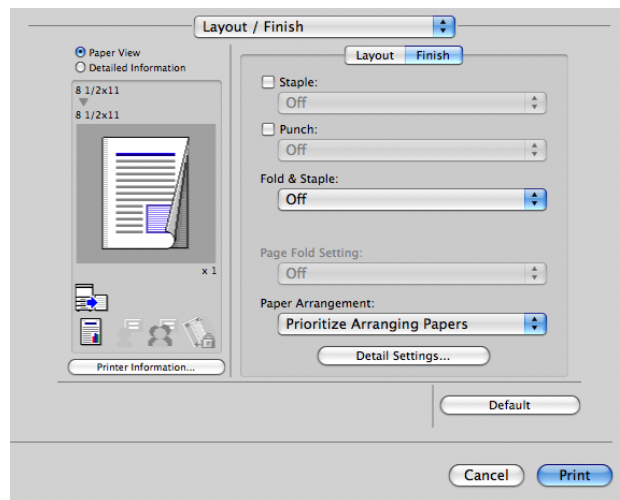 Layout / Finish
Paper View
Detailed Information
8 1/2x11
8 1/2x11
x 1
Printer Information...
Layout Finish
Staple:
Off
Punch:
Off
Fold & Staple:
Off
Page Fold Setting:
Off
Paper Arrangement:
Prioritize Arranging Papers
Detail Settings...
Default
Cancel Print